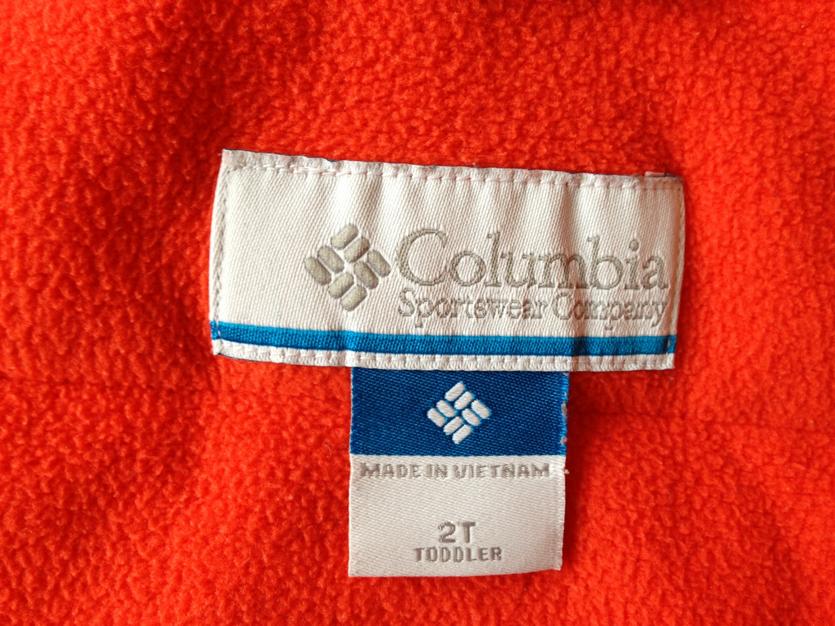 Columbia
Sportswear Company
MADE IN VIETNAM
2T
TODDLER